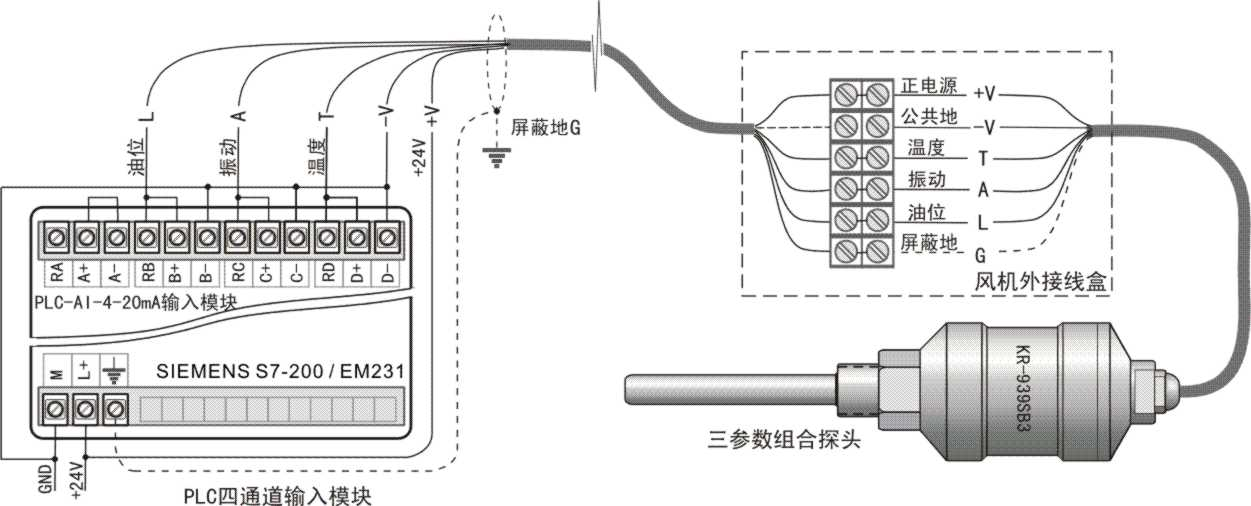 L
A
T
-V
+V
油位
振动
温度
+24V
屏蔽地G
正电源 +V
公共地 -V
温度 T
振动 A
油位 L
屏蔽地 G
风机外接线盒
RA A+ A- RB B+ B- RC C+ C- RD D+ D-
PLC-AI-4-20mA输入模块
M L+
SIEMENS S7-200 / EM231
GND +24V
PLC四通道输入模块
KR-939SB3
三参数组合探头